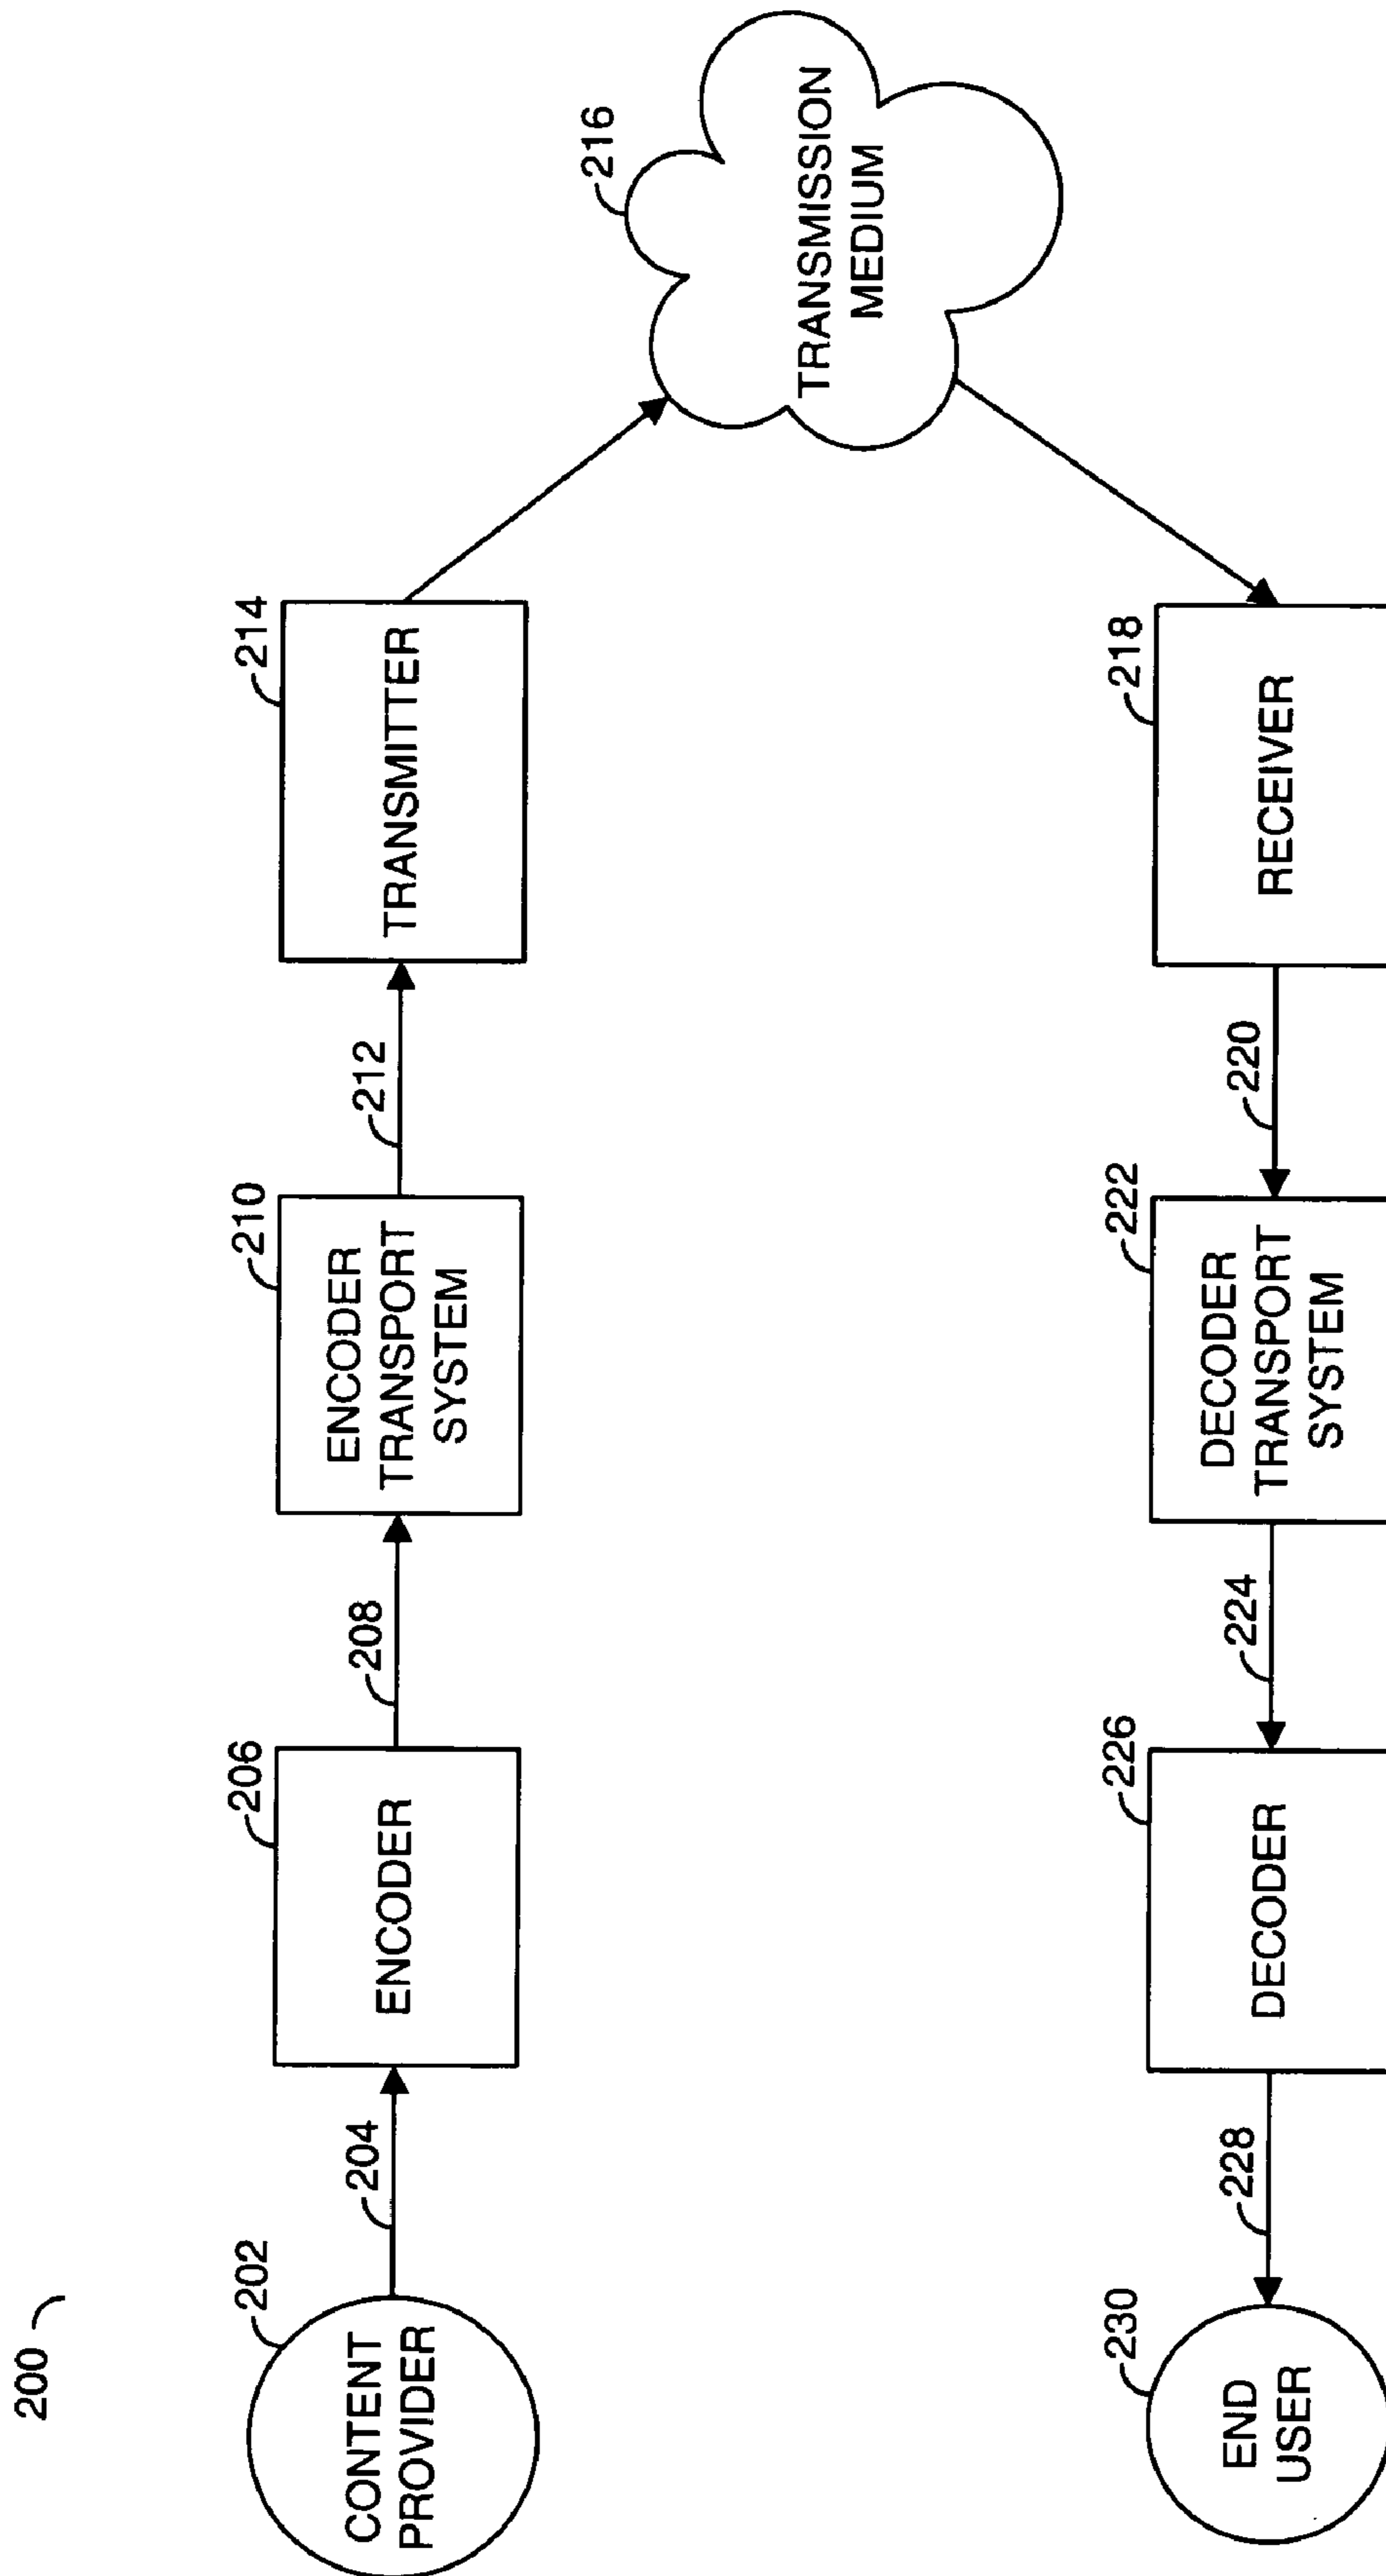 200
202
CONTENT
PROVIDER
204
206
ENCODER
208
210
ENCODER
TRANSPORT
SYSTEM
212
214
TRANSMITTER
216
TRANSMISSION
MEDIUM
218
RECEIVER
220
222
DECODER
TRANSPORT
SYSTEM
224
226
DECODER
228
230
END
USER